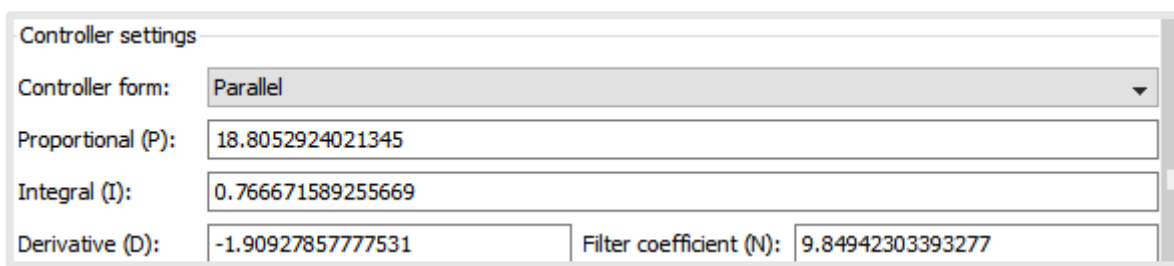 Controller settings
Controller form: Parallel
Proportional (P): 18.8052924021345
Integral (I): 0.766671589255669
Derivative (D): -1.90927857777531 Filter coefficient (N): 9.84942303393277